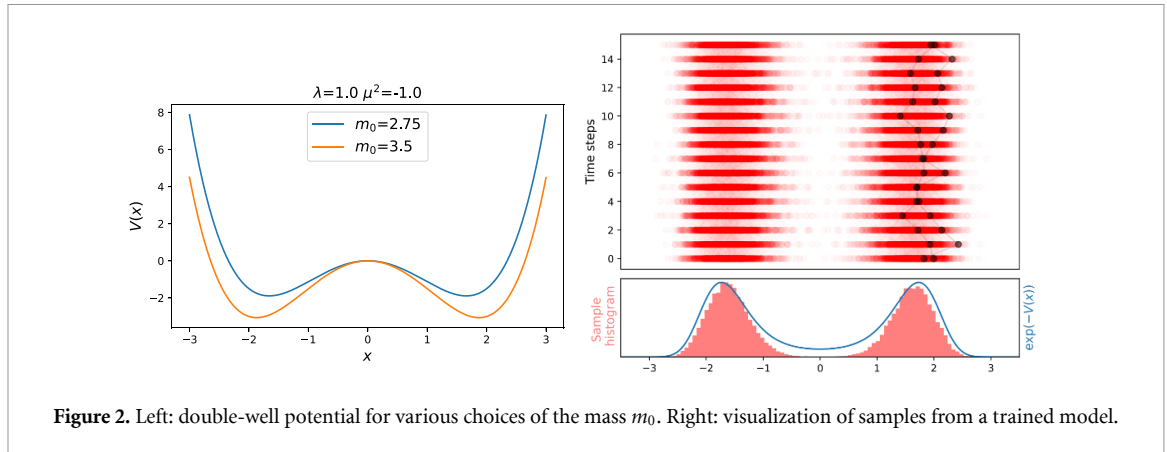 λ=1.0 μ²=-1.0
m₀=2.75
m₀=3.5
V(x)
8
6
4
2
0
−2
−3 −2 −1 0 1 2 3
x
Time steps
14
12
10
8
6
4
2
0
Sample
histogram
exp(−V(x))
−3 −2 −1 0 1 2 3
Figure 2. Left: double-well potential for various choices of the mass m₀. Right: visualization of samples from a trained model.